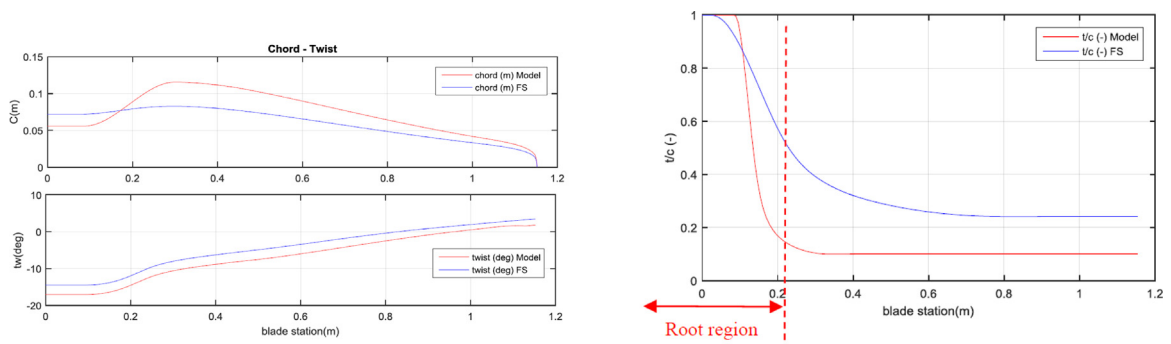 Chord - Twist
0.15
0.1
0.05
0
C(m)
chord (m) Model
chord (m) FS
0 0.2 0.4 0.6 0.8 1 1.2
10
0
-10
-20
tw(deg)
twist (deg) Model
twist (deg) FS
0 0.2 0.4 0.6 0.8 1 1.2
blade station(m)
1
0.8
0.6
0.4
0.2
0
t/c (-)
t/c (-) Model
t/c (-) FS
0 0.2 0.4 0.6 0.8 1 1.2
blade station(m)
Root region